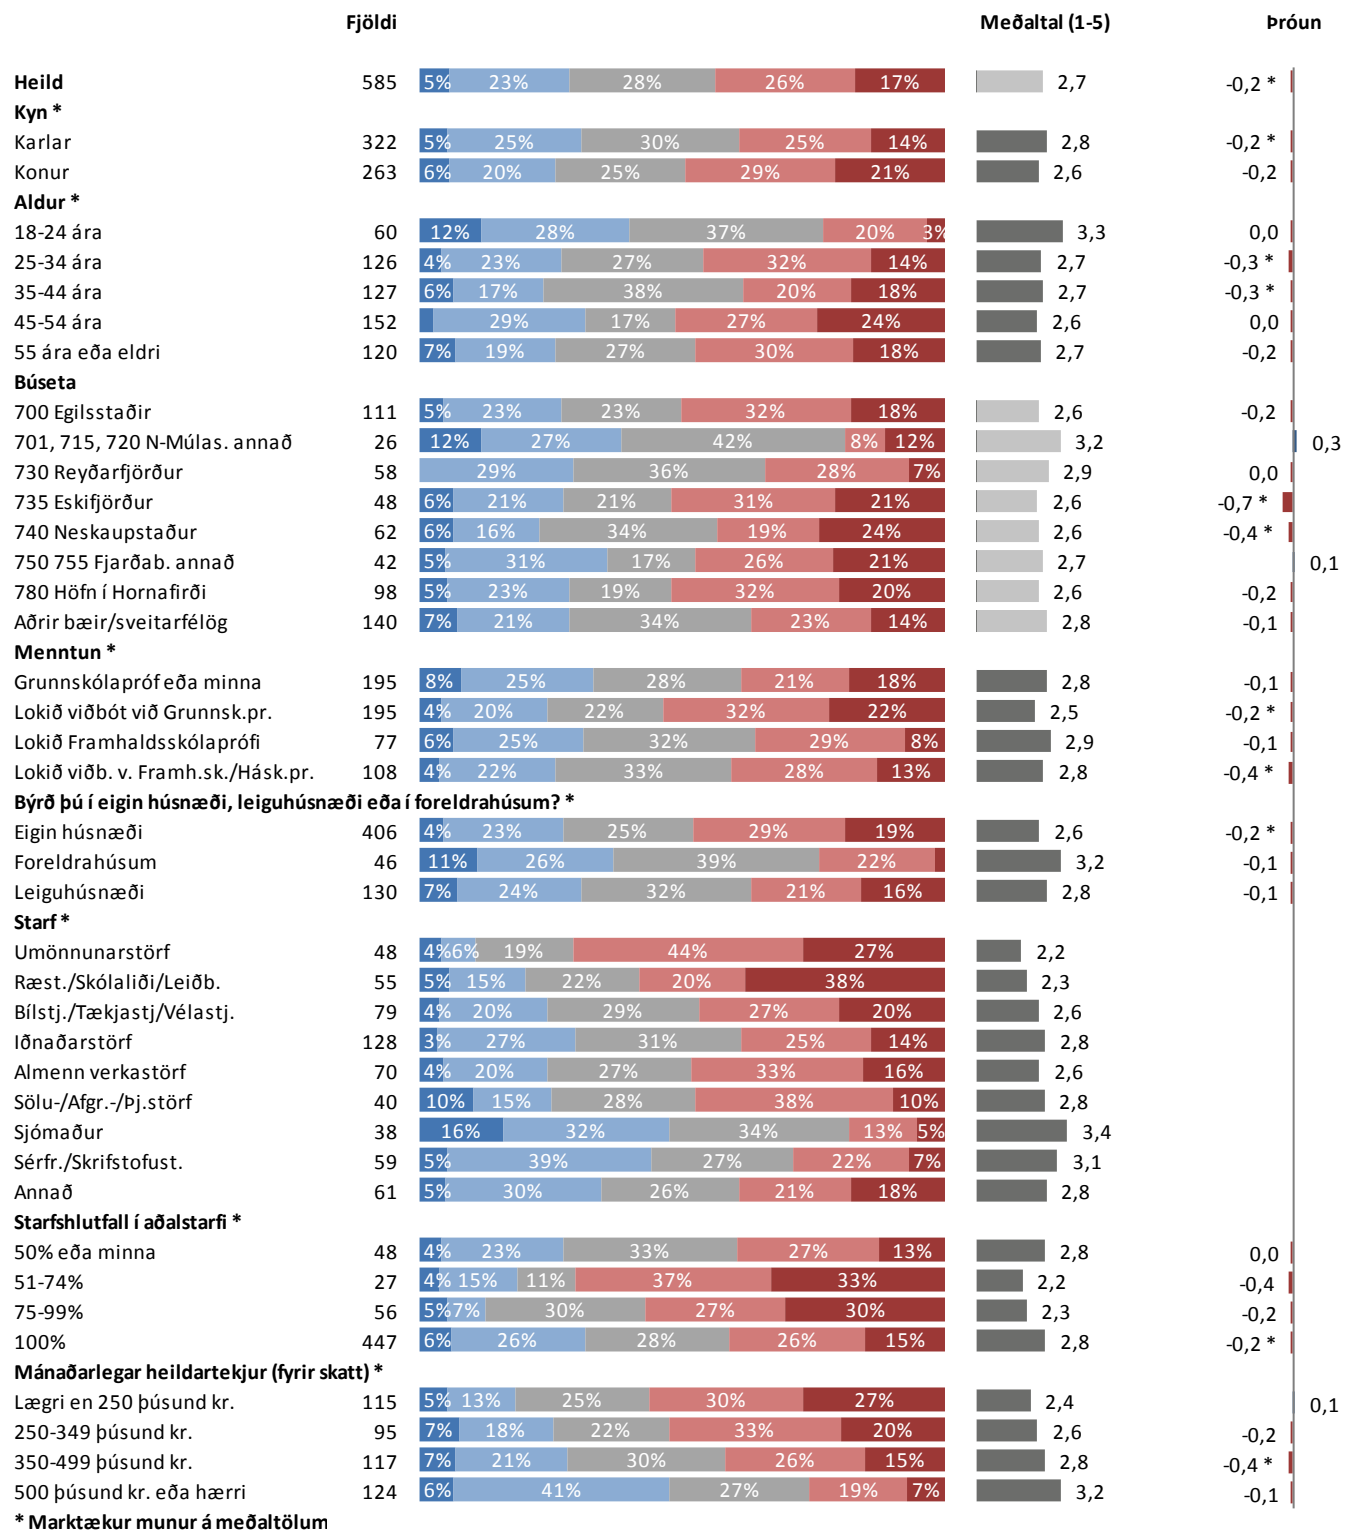 Fjöldi Meðaltal (1-5) Þróun
Heild 585 5% 23% 28% 26% 17% 2,7 -0,2 *
Kyn *
Karlar 322 5% 25% 30% 25% 14% 2,8 -0,2 *
Konur 263 6% 20% 25% 29% 21% 2,6 -0,2
Aldur *
18-24 ára 60 12% 28% 37% 20% 3% 3,3 0,0
25-34 ára 126 4% 23% 27% 32% 14% 2,7 -0,3 *
35-44 ára 127 6% 17% 38% 20% 18% 2,7 -0,3 *
45-54 ára 152 29% 17% 27% 24% 2,6 0,0
55 ára eða eldri 120 7% 19% 27% 30% 18% 2,7 -0,2
Búseta
700 Egilsstaðir 111 5% 23% 23% 32% 18% 2,6 -0,2
701, 715, 720 N-Múlas. annað 26 12% 27% 42% 8% 12% 3,2 0,3
730 Reyðarfjörður 58 29% 36% 28% 7% 2,9 0,0
735 Eskifjörður 48 6% 21% 21% 31% 21% 2,6 -0,7 *
740 Neskaupstaður 62 6% 16% 34% 19% 24% 2,6 -0,4 *
750 755 Fjarðab. annað 42 5% 31% 17% 26% 21% 2,7 0,1
780 Höfn í Hornafirði 98 5% 23% 19% 32% 20% 2,6 -0,2
Aðrir bæir/sveitarfélög 140 7% 21% 34% 23% 14% 2,8 -0,1
Menntun *
Grunnskólapróf eða minna 195 8% 25% 28% 21% 18% 2,8 -0,1
Lokið viðbót við Grunnsk.pr. 195 4% 20% 22% 32% 22% 2,5 -0,2 *
Lokið Framhaldsskólaprófi 77 6% 25% 32% 29% 8% 2,9 -0,1
Lokið viðb. v. Framh.sk./Hásk.pr. 108 4% 22% 33% 28% 13% 2,8 -0,4 *
Býrð þú í eigin húsnæði, leiguhúsnæði eða í foreldrahúsum? *
Eigin húsnæði 406 4% 23% 25% 29% 19% 2,6 -0,2 *
Foreldrahúsum 46 11% 26% 39% 22% 3,2 -0,1
Leiguhúsnæði 130 7% 24% 32% 21% 16% 2,8 -0,1
Starf *
Umönnunarstörf 48 4% 6% 19% 44% 27% 2,2
Ræst./Skólaliði/Leiðb. 55 5% 15% 22% 20% 38% 2,3
Bílstj./Tækjastj/Vélastj. 79 4% 20% 29% 27% 20% 2,6
Iðnaðarstörf 128 3% 27% 31% 25% 14% 2,8
Almenn verkastörf 70 4% 20% 27% 33% 16% 2,6
Sölu-/Afgr.-/Þj.störf 40 10% 15% 28% 38% 10% 2,8
Sjómaður 38 16% 32% 34% 13% 5% 3,4
Sérfr./Skrifstofust. 59 5% 39% 27% 22% 7% 3,1
Annað 61 5% 30% 26% 21% 18% 2,8
Starfshlutfall í aðalstarfi *
50% eða minna 48 4% 23% 33% 27% 13% 2,8 0,0
51-74% 27 4% 15% 11% 37% 33% 2,2 -0,4
75-99% 56 5% 7% 30% 27% 30% 2,3 -0,2
100% 447 6% 26% 28% 26% 15% 2,8 -0,2 *
Mánaðarlegar heildartekjur (fyrir skatt) *
Lægri en 250 þúsund kr. 115 5% 13% 25% 30% 27% 2,4 0,1
250-349 þúsund kr. 95 7% 18% 22% 33% 20% 2,6 -0,2
350-499 þúsund kr. 117 7% 21% 30% 26% 15% 2,8 -0,4 *
500 þúsund kr. eða hærri 124 6% 41% 27% 19% 7% 3,2 -0,1
* Marktækur munur á meðaltölum